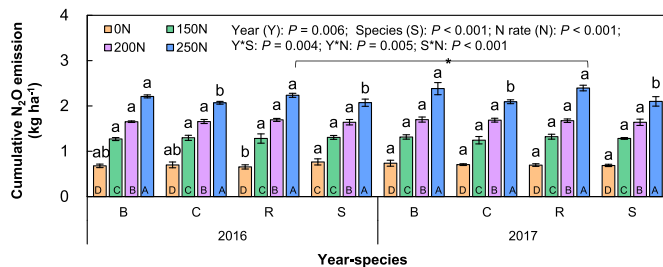 4
3
2
1
0
Cumulative N₂O emission
(kg ha⁻¹)
0N 150N
200N 250N
Year (Y): P = 0.006; Species (S): P < 0.001; N rate (N): P < 0.001;
Y*S: P = 0.004; Y*N: P = 0.005; S*N: P < 0.001
*
ab a a a ab a a b b a a a a a a b a a a a a a a b a a a a a a a b
D C B A D C B A D C B A D C B A D C B A D C B A D C B A D C B A
B C R S B C R S
2016 2017
Year-species